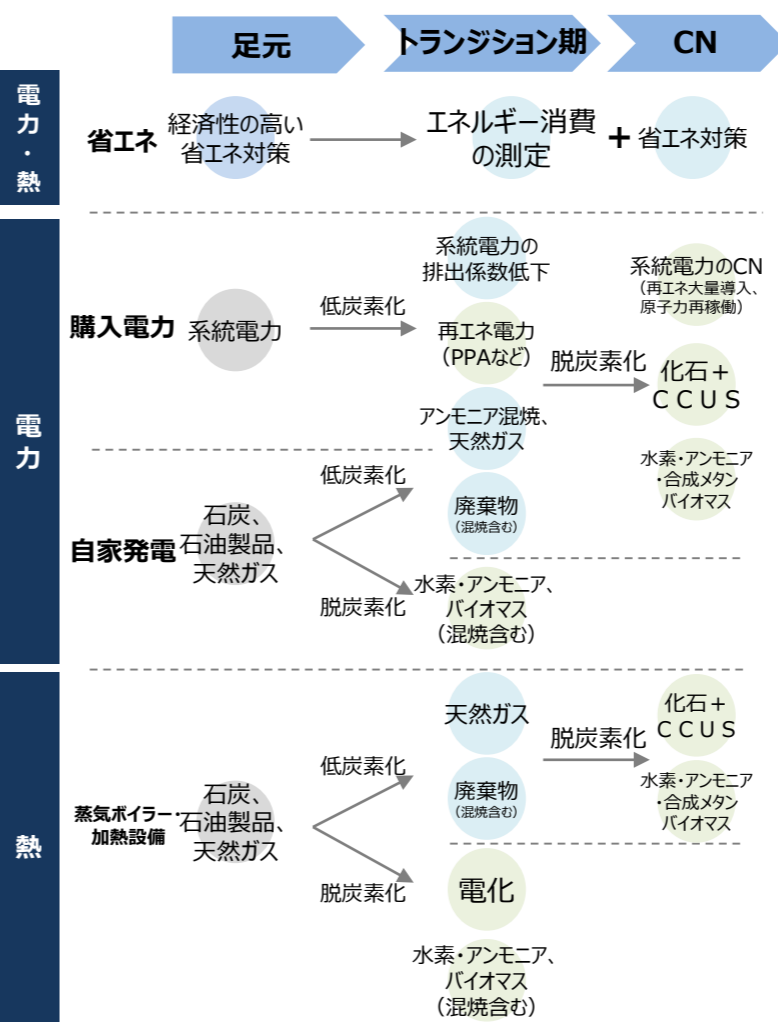 足元
トランジション期
CN
電力・熱
省エネ
経済性の高い
省エネ対策
エネルギー消費
の測定
+
省エネ対策
電力
購入電力
系統電力
低炭素化
系統電力の
排出係数低下
再エネ電力
(PPAなど)
アンモニア混焼、
天然ガス
脱炭素化
系統電力のCN
(再エネ大量導入、
原子力再稼働)
化石+
CCUS
水素・アンモニア
・合成メタン
バイオマス
自家発電
石炭、
石油製品、
天然ガス
低炭素化
脱炭素化
廃棄物
(混焼含む)
水素・アンモニア、
バイオマス
(混焼含む)
熱
蒸気ボイラー・
加熱設備
石炭、
石油製品、
天然ガス
低炭素化
脱炭素化
天然ガス
廃棄物
(混焼含む)
脱炭素化
化石+
CCUS
水素・アンモニア
・合成メタン
バイオマス
電化
水素・アンモニア、
バイオマス
(混焼含む)